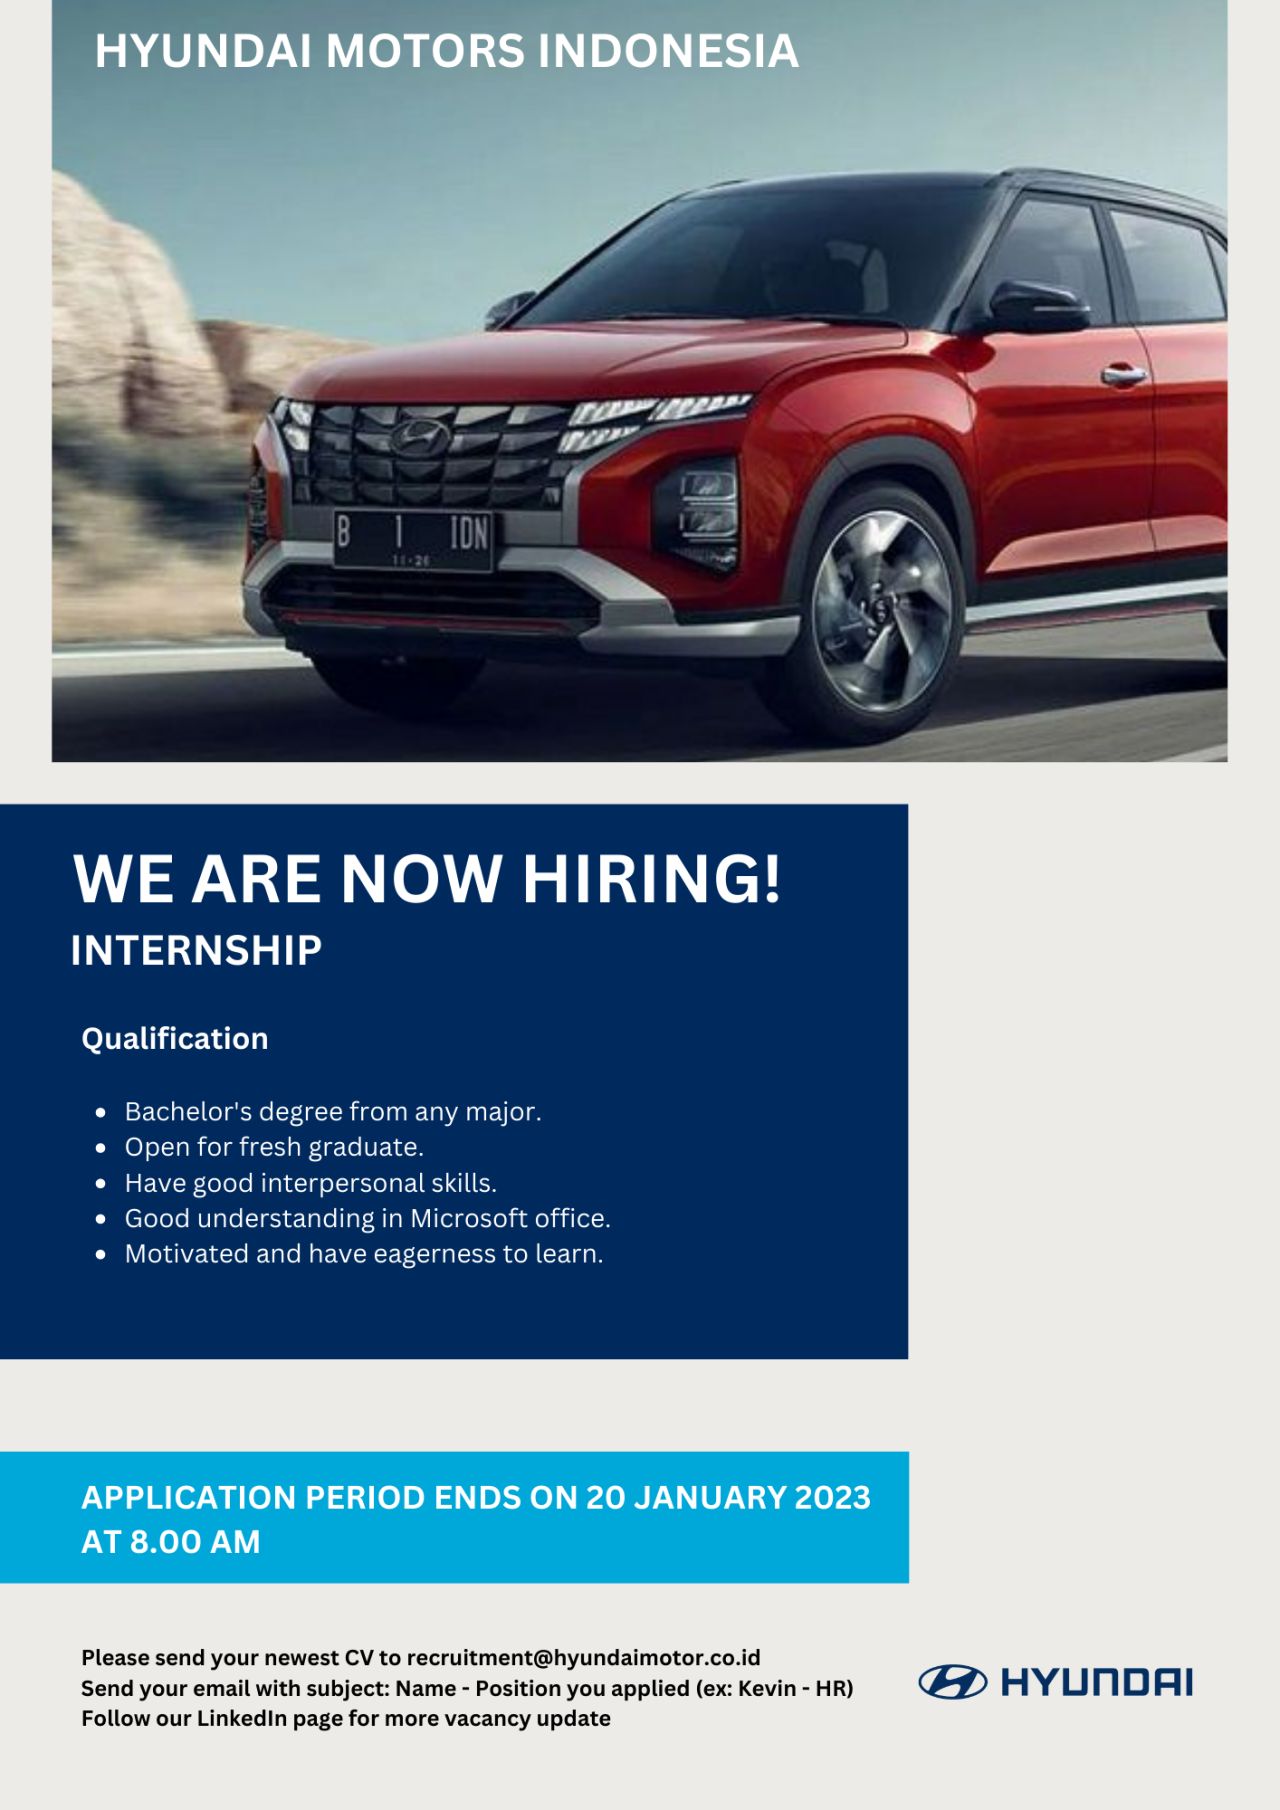 HYUNDAI MOTORS INDONESIA
B 1 IDN
11-26
WE ARE NOW HIRING!
INTERNSHIP
Qualification
• Bachelor's degree from any major.
• Open for fresh graduate.
• Have good interpersonal skills.
• Good understanding in Microsoft office.
• Motivated and have eagerness to learn.
APPLICATION PERIOD ENDS ON 20 JANUARY 2023
AT 8.00 AM
Please send your newest CV to recruitment@hyundaimotor.co.id
Send your email with subject: Name - Position you applied (ex: Kevin - HR)
Follow our LinkedIn page for more vacancy update
HYUNDAI